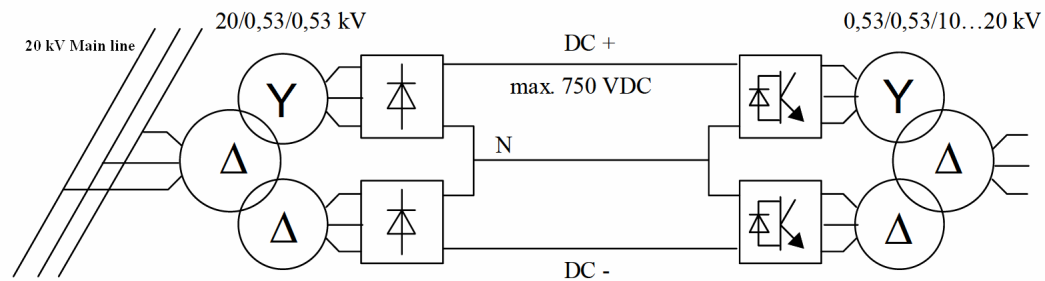 20/0,53/0,53 kV
DC +
0,53/0,53/10…20 kV
20 kV Main line
max. 750 VDC
Y
Y
N
Δ
Δ
Δ
Δ
DC -